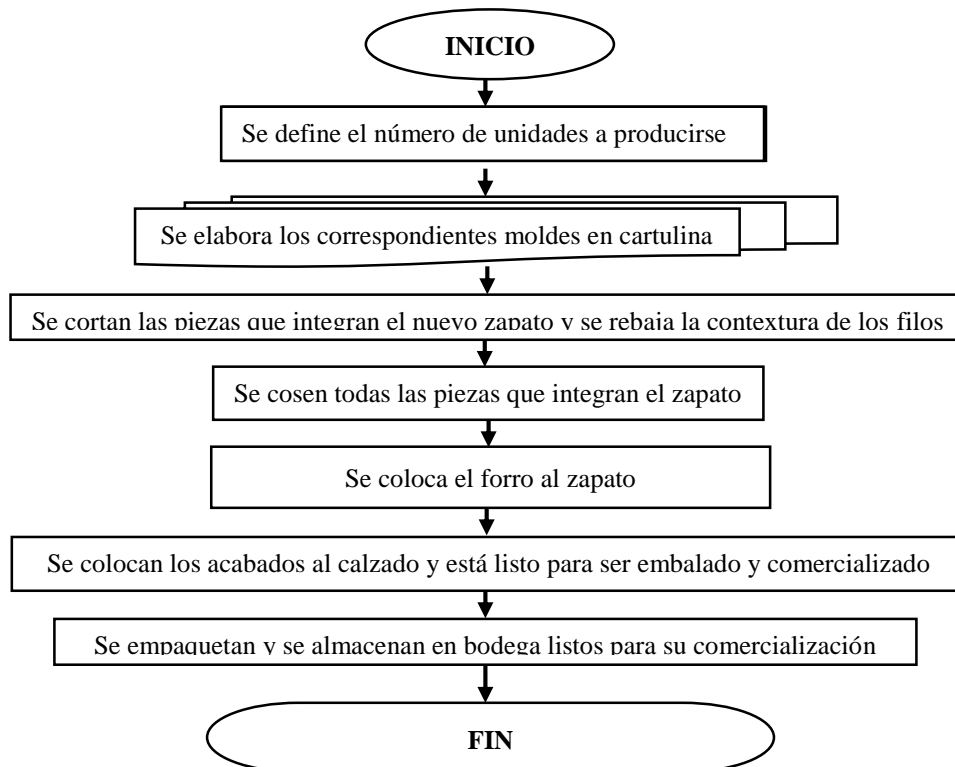 INICIO
Se define el número de unidades a producirse
Se elabora los correspondientes moldes en cartulina
Se cortan las piezas que integran el nuevo zapato y se rebaja la contextura de los filos
Se cosen todas las piezas que integran el zapato
Se coloca el forro al zapato
Se colocan los acabados al calzado y está listo para ser embalado y comercializado
Se empaquetan y se almacenan en bodega listos para su comercialización
FIN